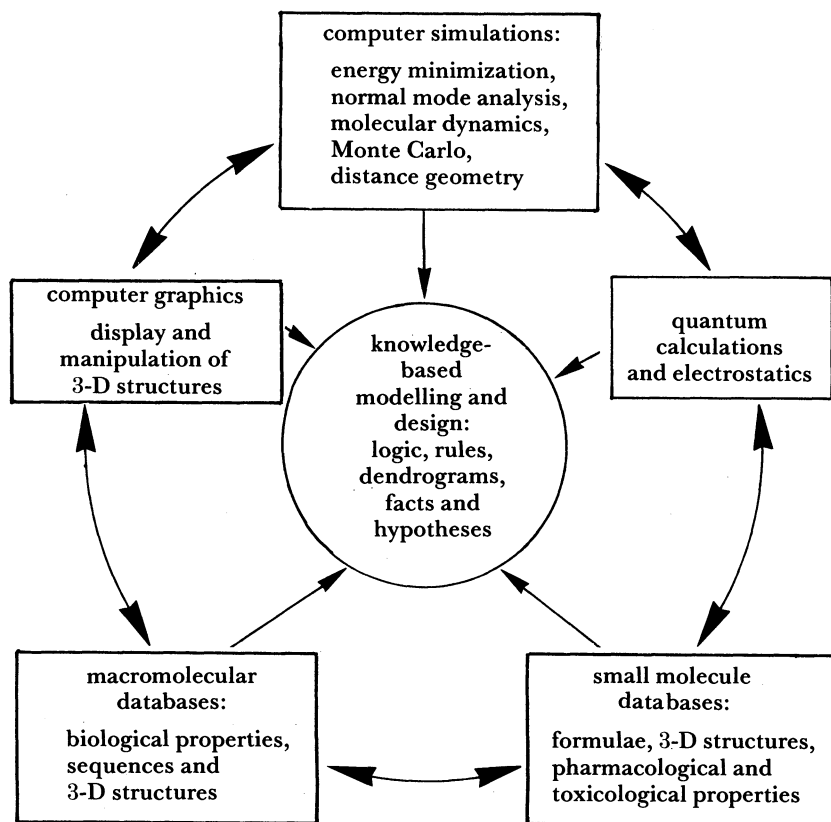 computer simulations:
energy minimization,
normal mode analysis,
molecular dynamics,
Monte Carlo,
distance geometry
computer graphics
display and
manipulation of
3-D structures
knowledge-
based
modelling and
design:
logic, rules,
dendrograms,
facts and
hypotheses
quantum
calculations
and electrostatics
macromolecular
databases:
biological properties,
sequences and
3-D structures
small molecule
databases:
formulae, 3-D structures,
pharmacological and
toxicological properties